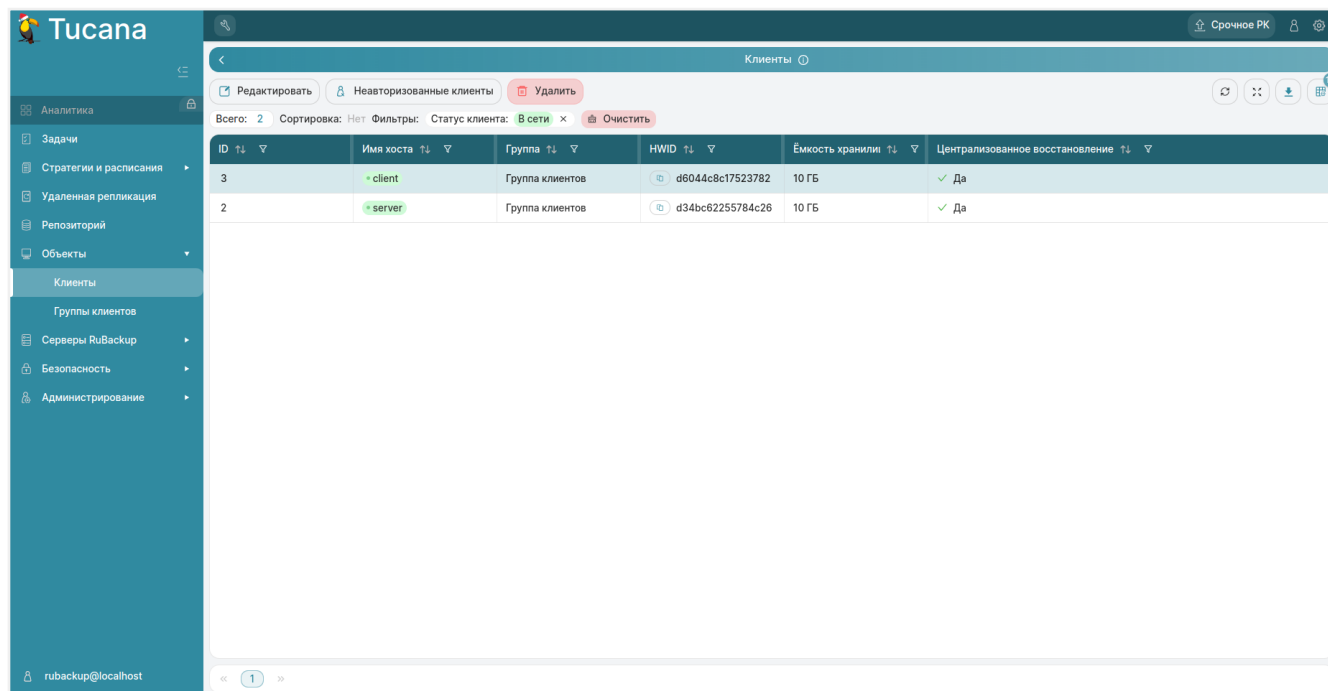 Tucana
Срочное РК
Клиенты
Редактировать Неавторизованные клиенты Удалить
Всего: 2 Сортировка: Нет Фильтры: Статус клиента: В сети × Очистить
Аналитика
Задачи
Стратегии и расписания
Удаленная репликация
Репозиторий
Объекты
Клиенты
Группы клиентов
Серверы RuBackup
Безопасность
Администрирование
rubackup@localhost
ID Имя хоста Группа HWID Ёмкость хранили Централизованное восстановление
3 client Группа клиентов d6044c8c17523782 10 ГБ Да
2 server Группа клиентов d34bc62255784c26 10 ГБ Да
« 1 »